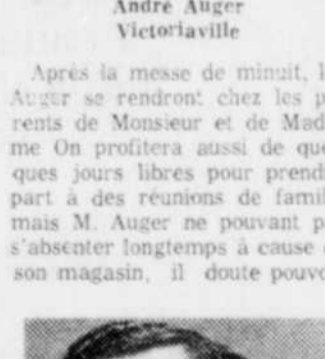 André Auger
Victoriaville
Après la messe de minuit, l
Auger se rendront chez les p
rents de Monsieur et de Mad
me On profitera aussi de que
ques jours libres pour prend
part à des réunions de famil
mais M. Auger ne pouvant p
s'absenter longtemps à cause
son magasin, il doute pouvo